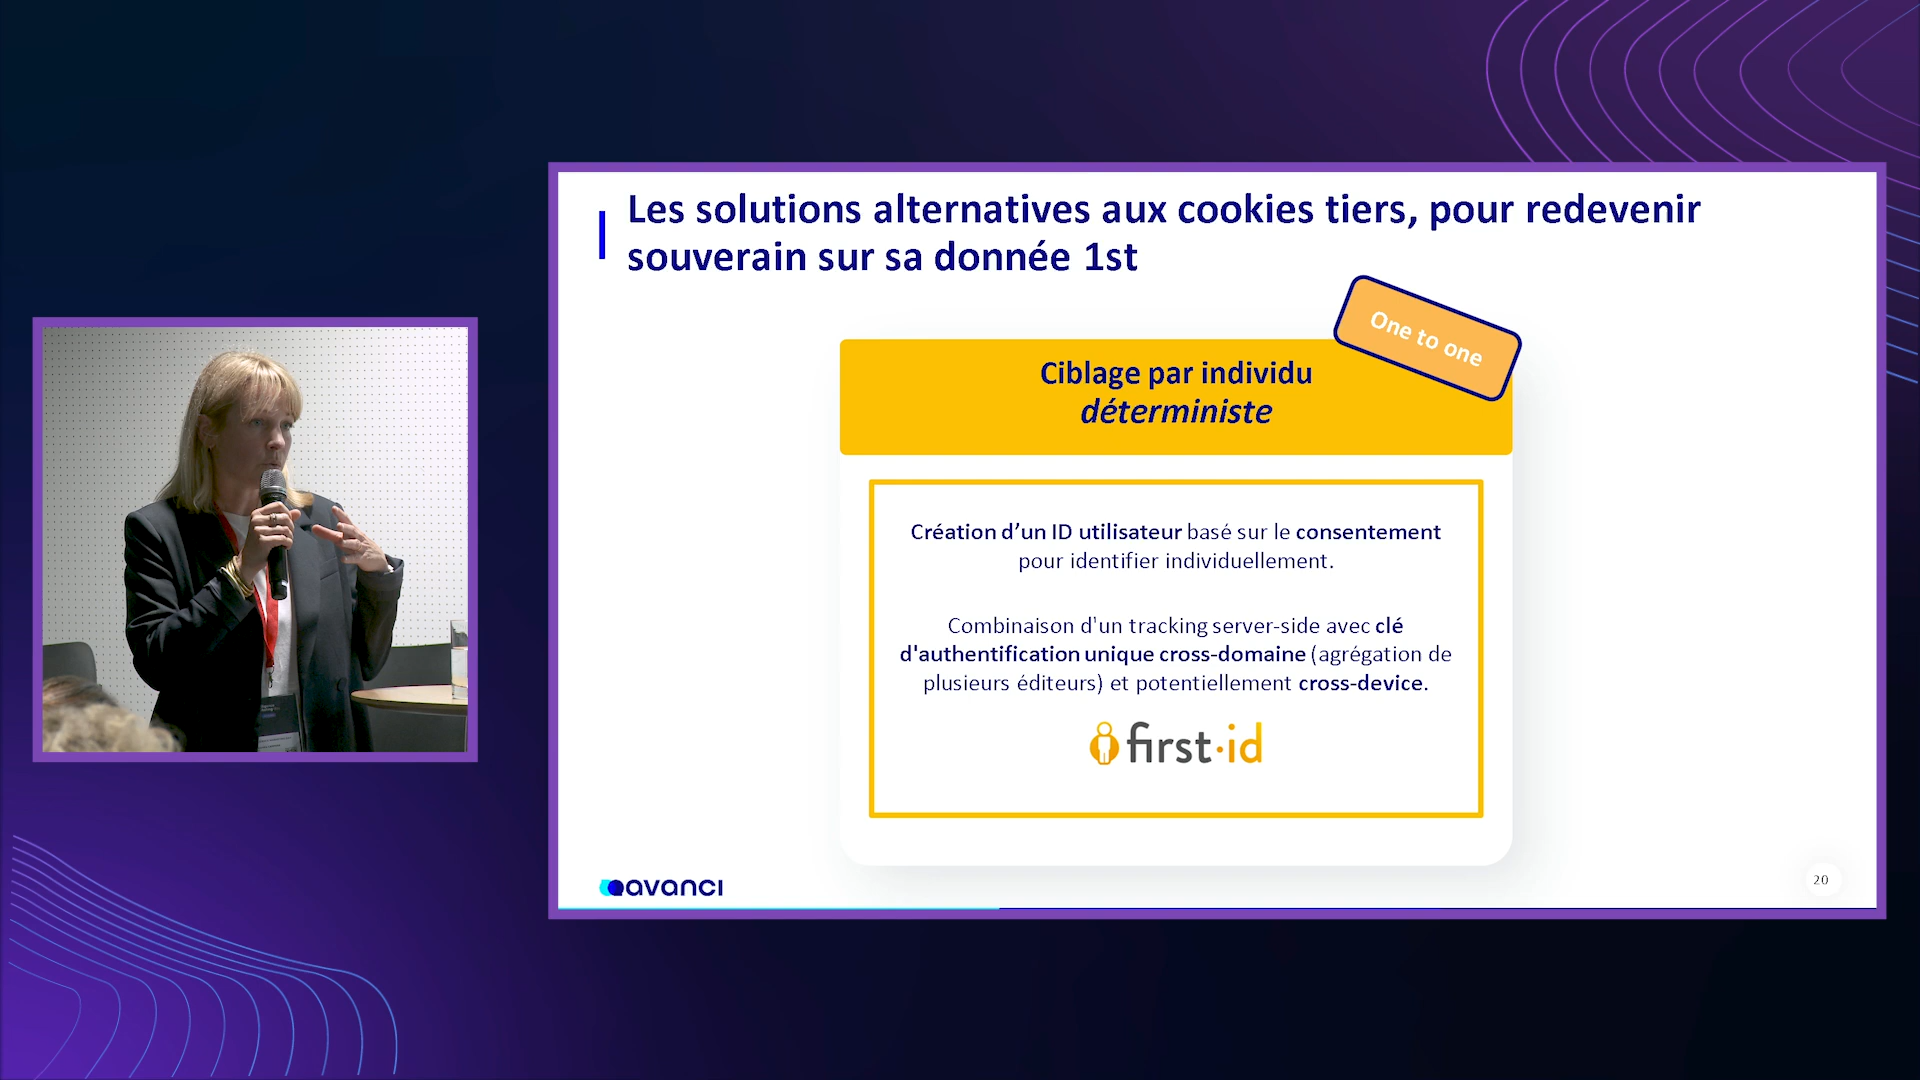 Les solutions alternatives aux cookies tiers, pour redevenir
souverain sur sa donnée 1st
One to one
Ciblage par individu
déterministe
Création d’un ID utilisateur basé sur le consentement
pour identifier individuellement.
Combinaison d'un tracking server-side avec clé
d'authentification unique cross-domaine (agrégation de
plusieurs éditeurs) et potentiellement cross-device.
first·id
avanci
20